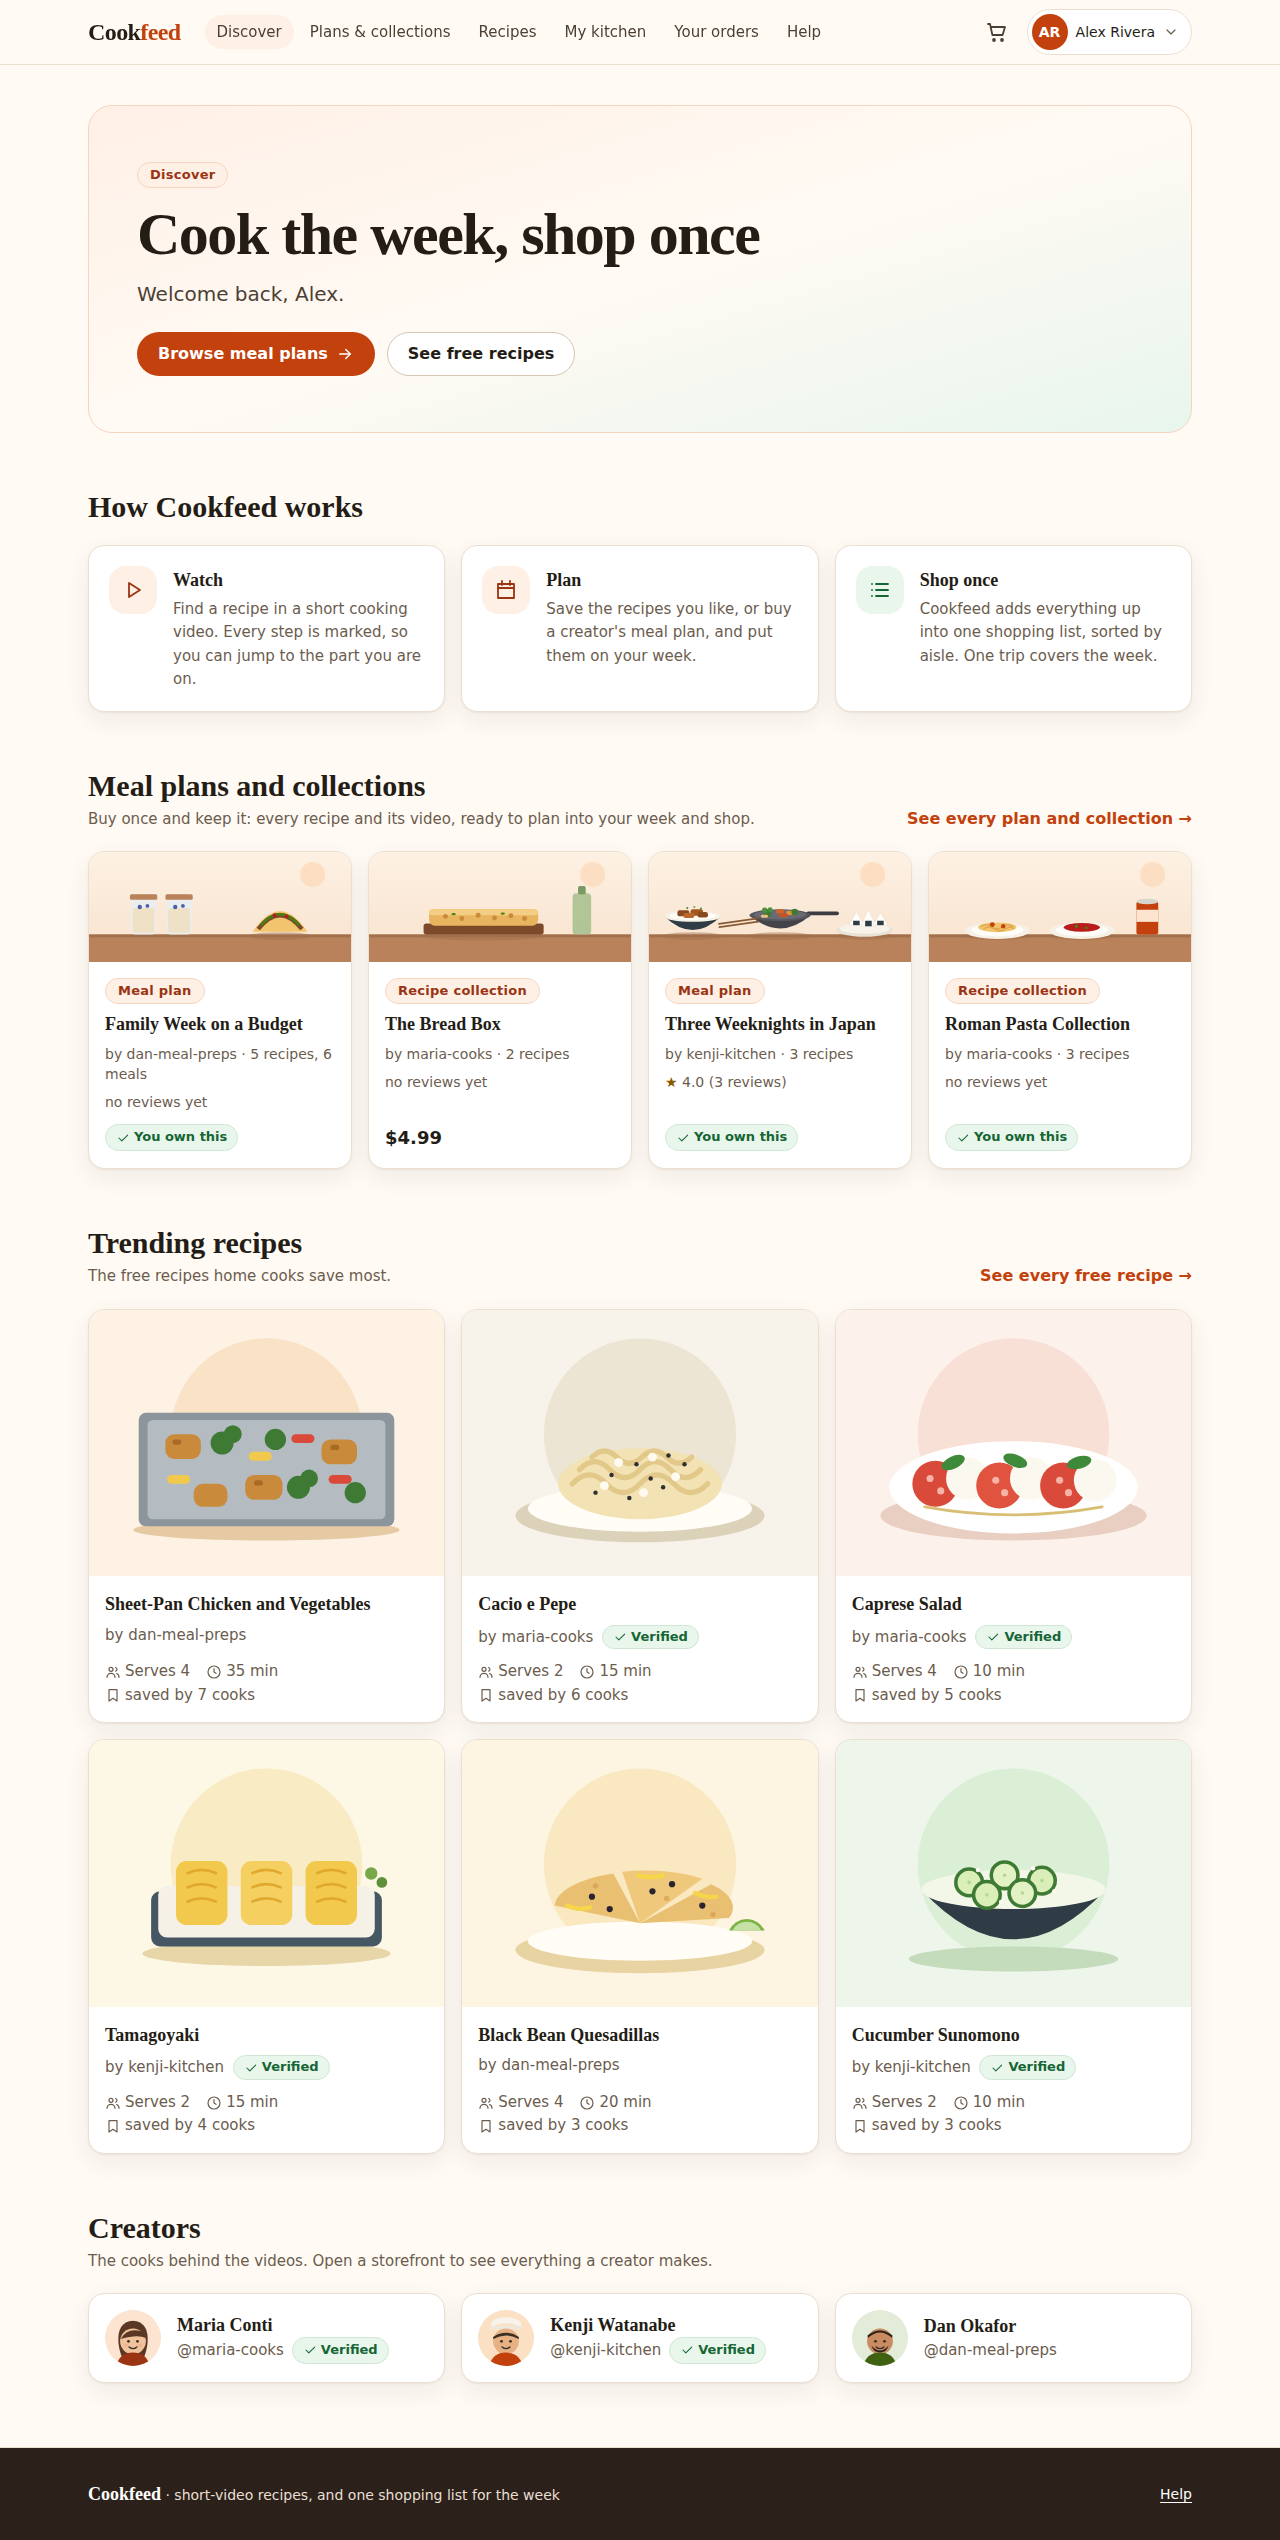 Cookfeed Discover Plans & collections Recipes My kitchen Your orders Help AR Alex Rivera
Discover
Cook the week, shop once
Welcome back, Alex.
Browse meal plans → See free recipes
How Cookfeed works
Watch
Find a recipe in a short cooking
video. Every step is marked, so
you can jump to the part you are
on.
Plan
Save the recipes you like, or buy
a creator's meal plan, and put
them on your week.
Shop once
Cookfeed adds everything up
into one shopping list, sorted by
aisle. One trip covers the week.
Meal plans and collections
Buy once and keep it: every recipe and its video, ready to plan into your week and shop.
See every plan and collection →
Meal plan
Family Week on a Budget
by dan-meal-preps · 5 recipes, 6
meals
no reviews yet
You own this
Recipe collection
The Bread Box
by maria-cooks · 2 recipes
no reviews yet
$4.99
Meal plan
Three Weeknights in Japan
by kenji-kitchen · 3 recipes
★ 4.0 (3 reviews)
You own this
Recipe collection
Roman Pasta Collection
by maria-cooks · 3 recipes
no reviews yet
You own this
Trending recipes
The free recipes home cooks save most.
See every free recipe →
Sheet-Pan Chicken and Vegetables
by dan-meal-preps
Serves 4 35 min
saved by 7 cooks
Cacio e Pepe
by maria-cooks Verified
Serves 2 15 min
saved by 6 cooks
Caprese Salad
by maria-cooks Verified
Serves 4 10 min
saved by 5 cooks
Tamagoyaki
by kenji-kitchen Verified
Serves 2 15 min
saved by 4 cooks
Black Bean Quesadillas
by dan-meal-preps
Serves 4 20 min
saved by 3 cooks
Cucumber Sunomono
by kenji-kitchen Verified
Serves 2 10 min
saved by 3 cooks
Creators
The cooks behind the videos. Open a storefront to see everything a creator makes.
Maria Conti
@maria-cooks Verified
Kenji Watanabe
@kenji-kitchen Verified
Dan Okafor
@dan-meal-preps
Cookfeed · short-video recipes, and one shopping list for the week
Help